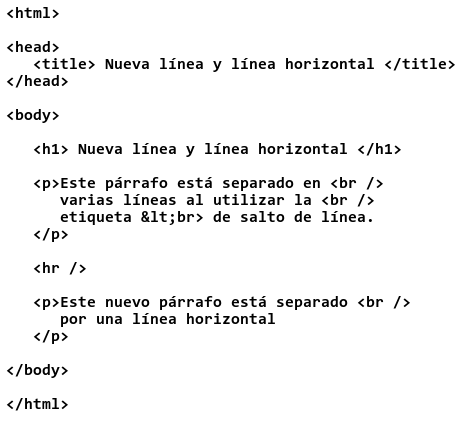 <html>
<head>
<title> Nueva línea y línea horizontal </title>
</head>
<body>
<h1> Nueva línea y línea horizontal </h1>
<p>Este párrafo está separado en <br />
varias líneas al utilizar la <br />
etiqueta &lt;br> de salto de línea.
</p>
<hr />
<p>Este nuevo párrafo está separado <br />
por una línea horizontal
</p>
</body>
</html>